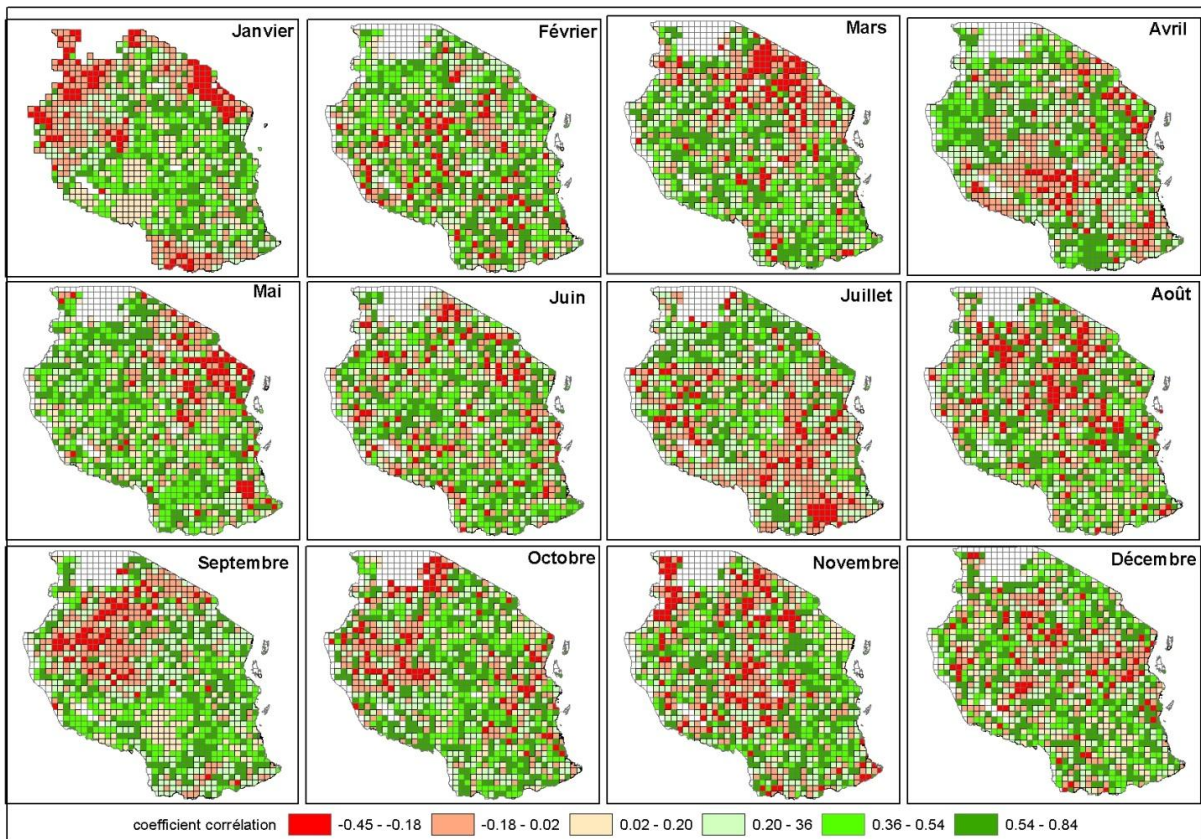 Janvier
Février
Mars
Avril
Mai
Juin
Juillet
Août
Septembre
Octobre
Novembre
Décembre
coefficient corrélation -0.45 - -0.18 -0.18 - 0.02 0.02 - 0.20 0.20 - 36 0.36 - 0.54 0.54 - 0.84